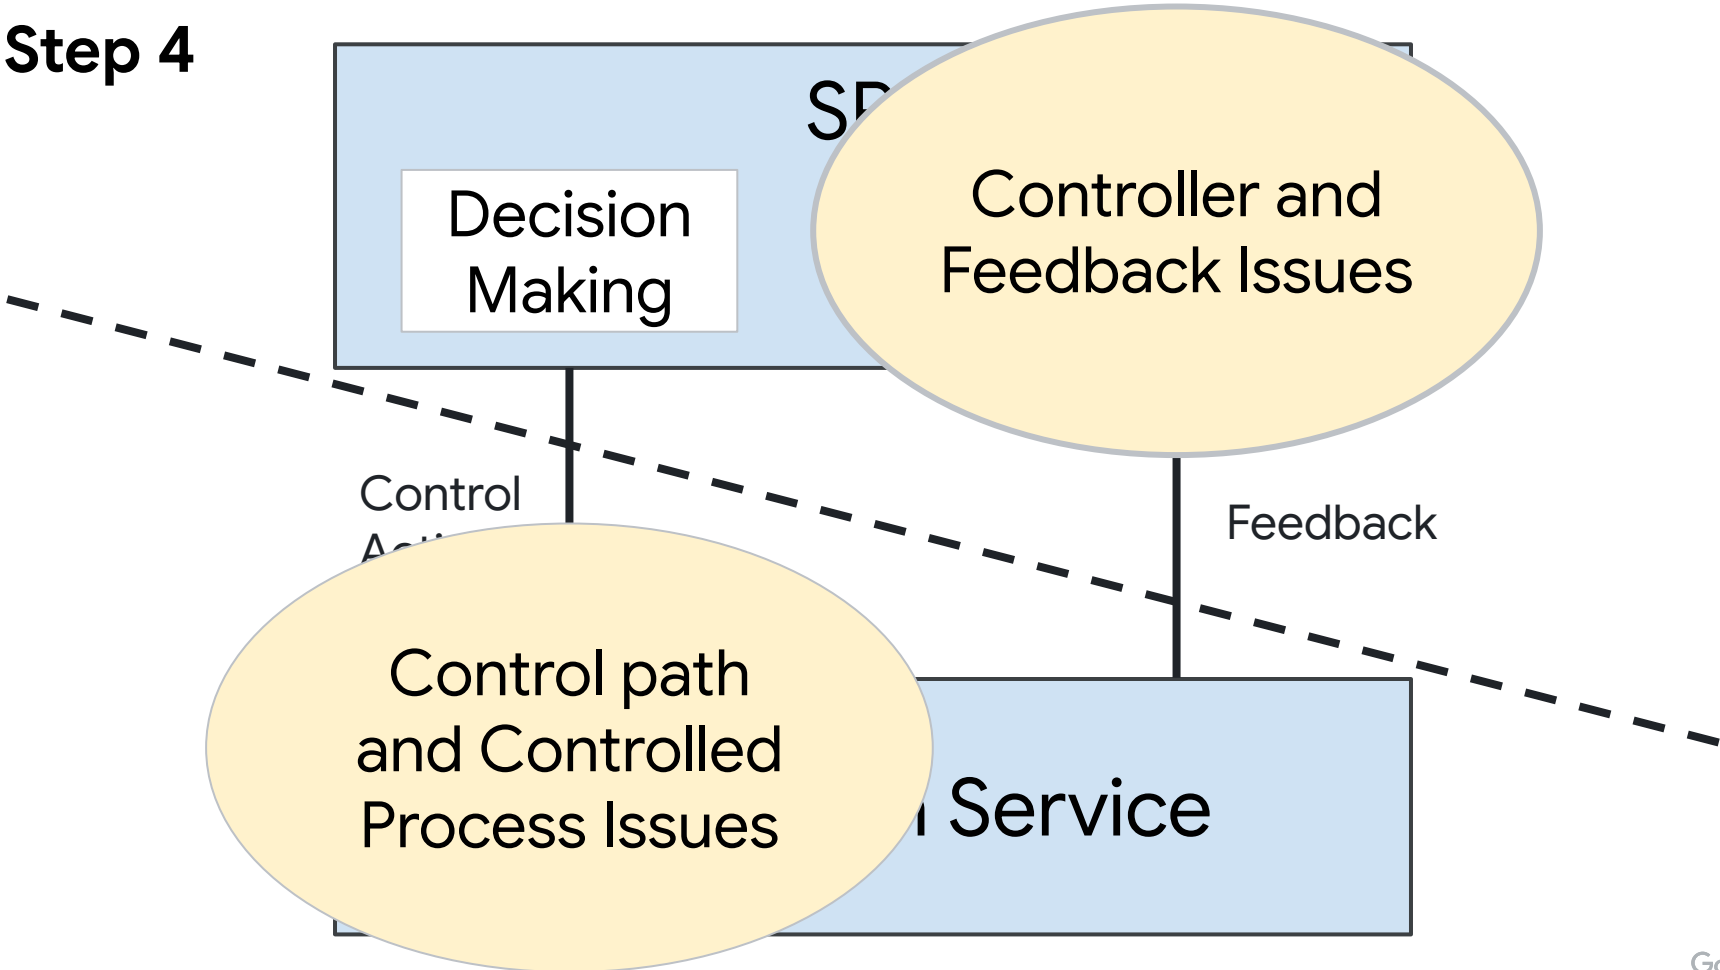 Step 4
Decision
Making
Controller and
Feedback Issues
Control
Feedback
Control path
and Controlled
Process Issues
Service